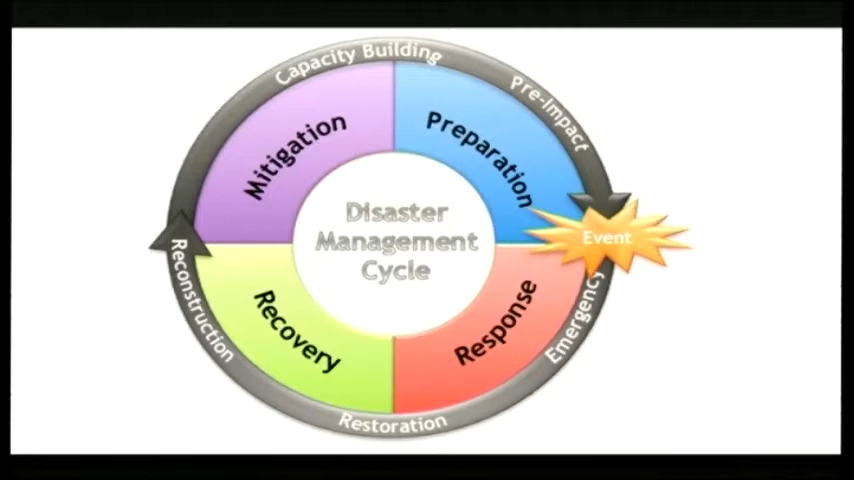 Capacity Building
Pre-Impact
Mitigation
Preparation
Disaster
Management
Cycle
Event
Reconstruction
Emergency
Recovery
Response
Restoration